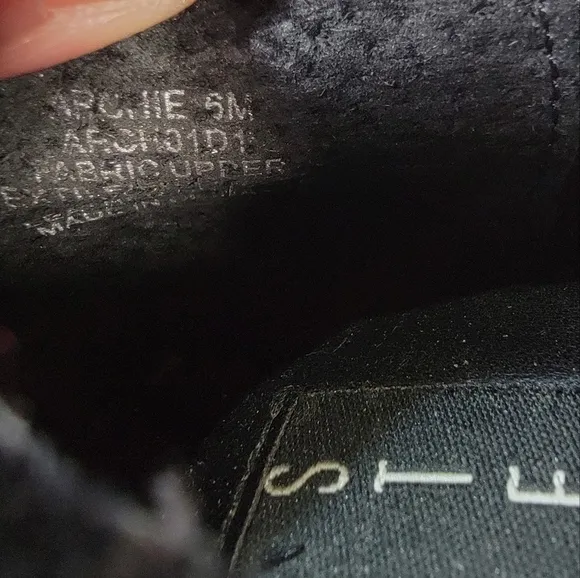 ARCHIE 6M
ARCH01D1
FABRIC UPPER
MADE IN
S T E